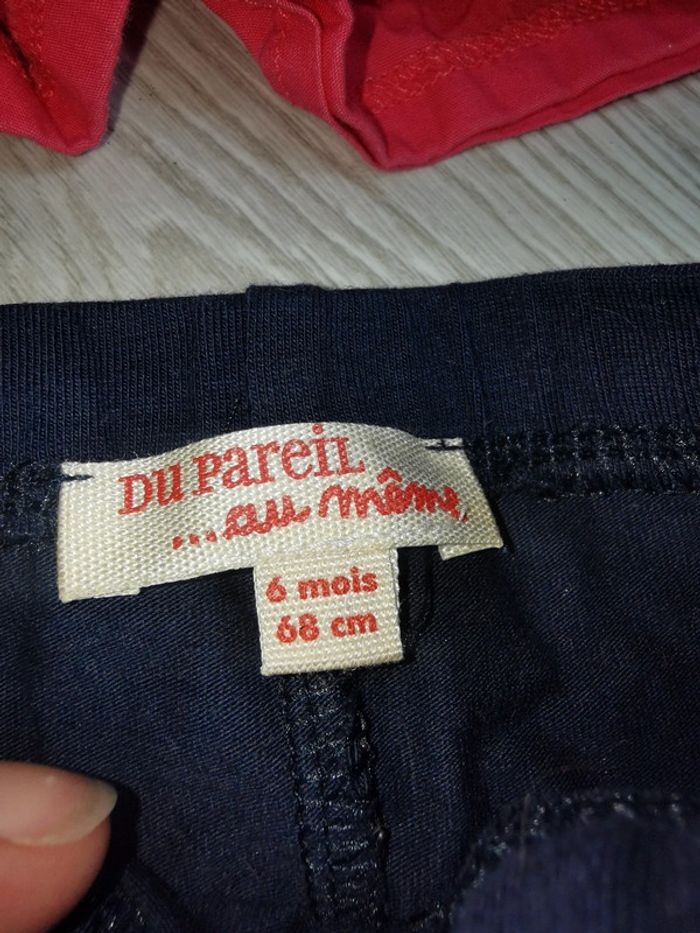 Du Pareil
...au même,
6 mois
68 cm